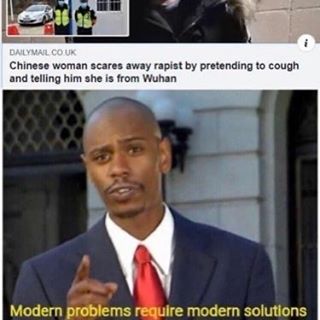 DAILYMAIL.CO.UK
Chinese woman scares away rapist by pretending to cough
and telling him she is from Wuhan
Modern problems require modern solutions